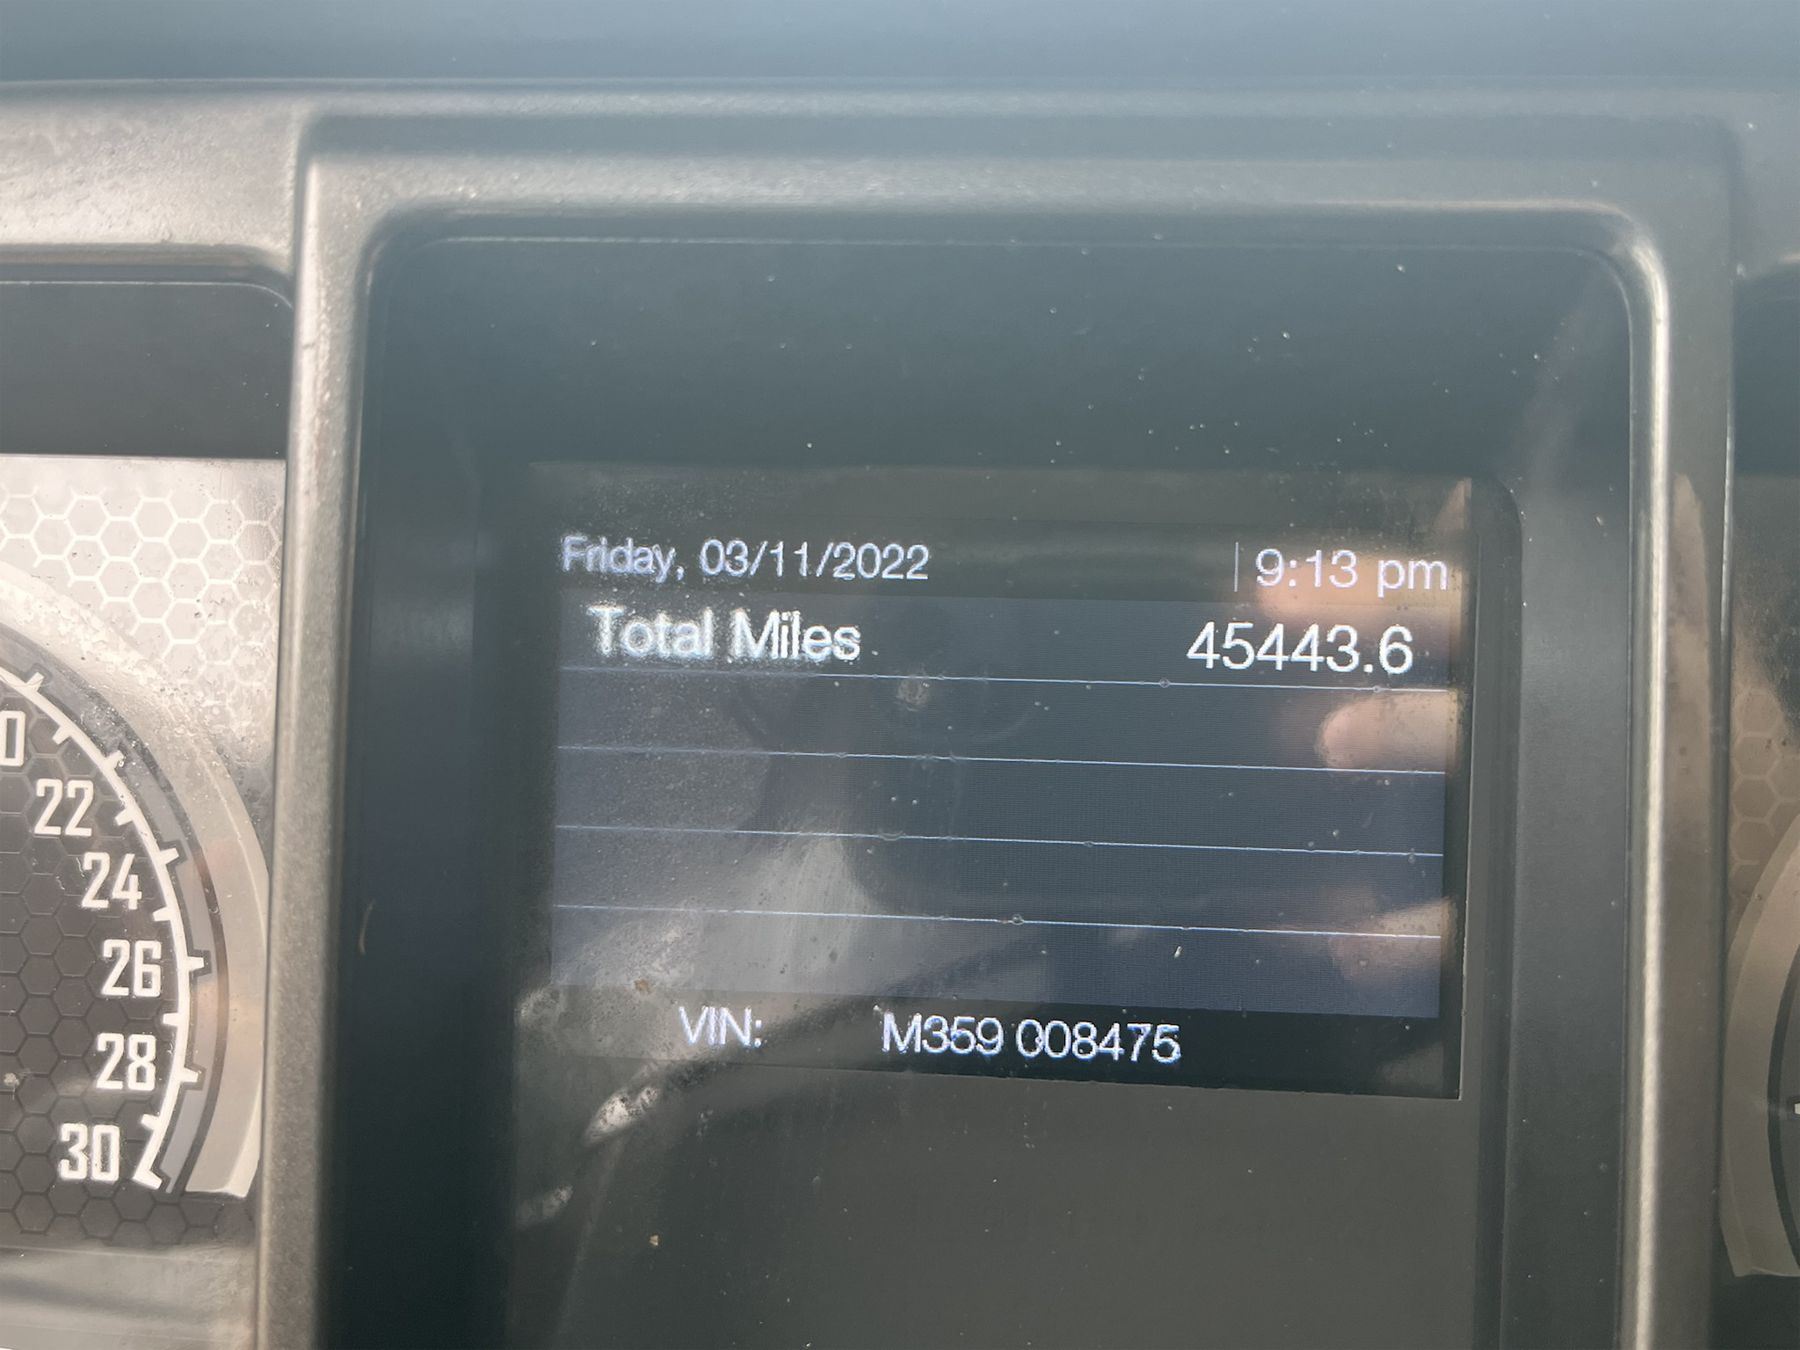 Friday, 03/11/2022 9:13 pm
Total Miles 45443.6
VIN: M359 008475
22
24
26
28
30